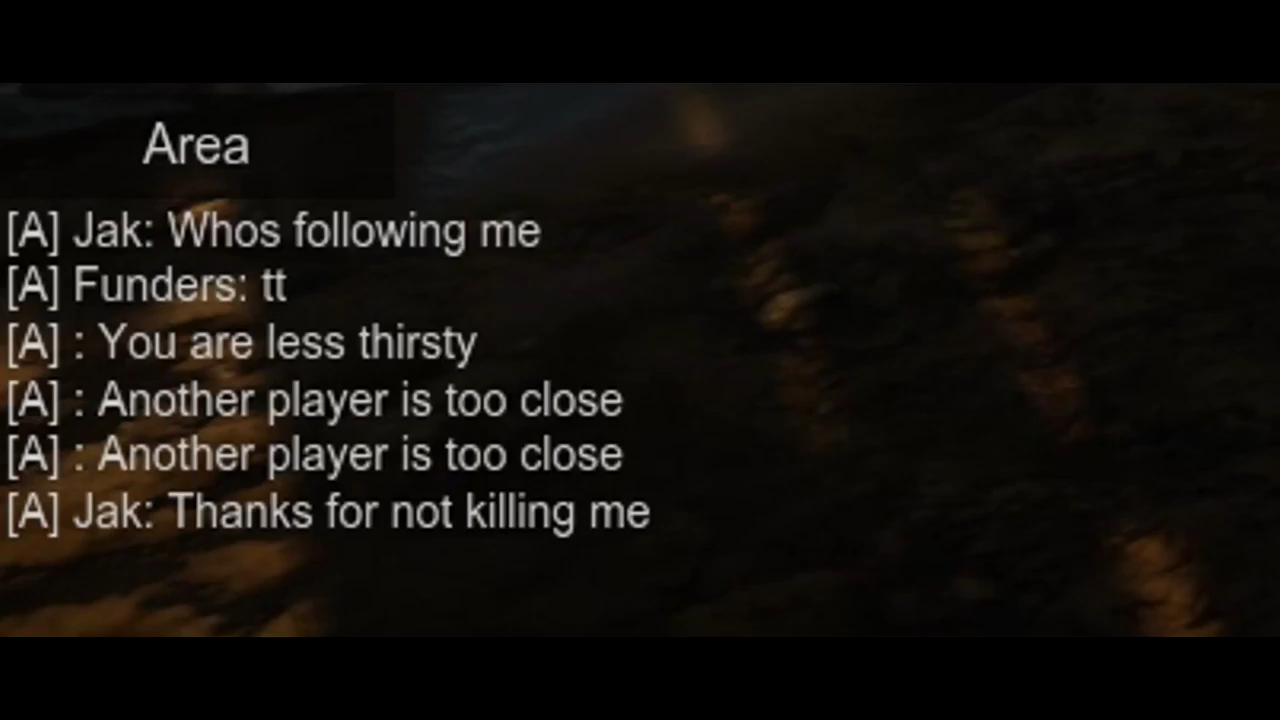 Area
[A] Jak: Whos following me
[A] Funders: tt
[A] : You are less thirsty
[A] : Another player is too close
[A] : Another player is too close
[A] Jak: Thanks for not killing me